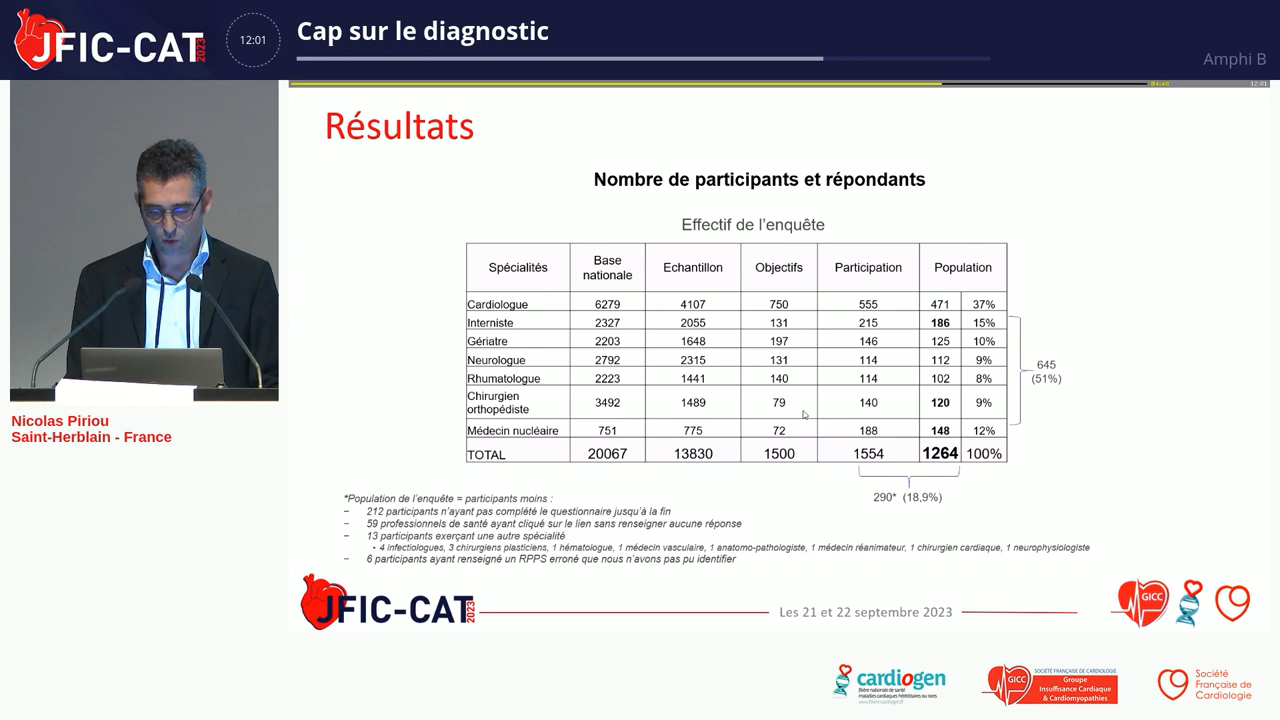 JFIC-CAT 2023
12:01
Cap sur le diagnostic
Amphi B
04:40
12:01
Résultats
Nombre de participants et répondants
Effectif de l'enquête
Spécialités Base nationale Echantillon Objectifs Participation Population
Cardiologue 6279 4107 750 555 471 37%
Interniste 2327 2055 131 215 186 15%
Gériatre 2203 1648 197 146 125 10%
Neurologue 2792 2315 131 114 112 9%
Rhumatologue 2223 1441 140 114 102 8%
Chirurgien orthopédiste 3492 1489 79 140 120 9%
Médecin nucléaire 751 775 72 188 148 12%
TOTAL 20067 13830 1500 1554 1264 100%
645
(51%)
290* (18,9%)
*Population de l'enquête = participants moins :
– 212 participants n'ayant pas complété le questionnaire jusqu'à la fin
– 59 professionnels de santé ayant cliqué sur le lien sans renseigner aucune réponse
– 13 participants exerçant une autre spécialité
• 4 infectiologues, 3 chirurgiens plasticiens, 1 hématologue, 1 médecin vasculaire, 1 anatomo-pathologiste, 1 médecin réanimateur, 1 chirurgien cardiaque, 1 neurophysiologiste
– 6 participants ayant renseigné un RPPS erroné que nous n'avons pas pu identifier
Nicolas Piriou
Saint-Herblain - France
JFIC-CAT 2023
Les 21 et 22 septembre 2023
GICC
cardiogen
filière nationale de santé
maladies cardiaques héréditaires ou rares
GICC
SOCIÉTÉ FRANÇAISE DE CARDIOLOGIE
Groupe
Insuffisance Cardiaque
& Cardiomyopathies
Société
Française de
Cardiologie